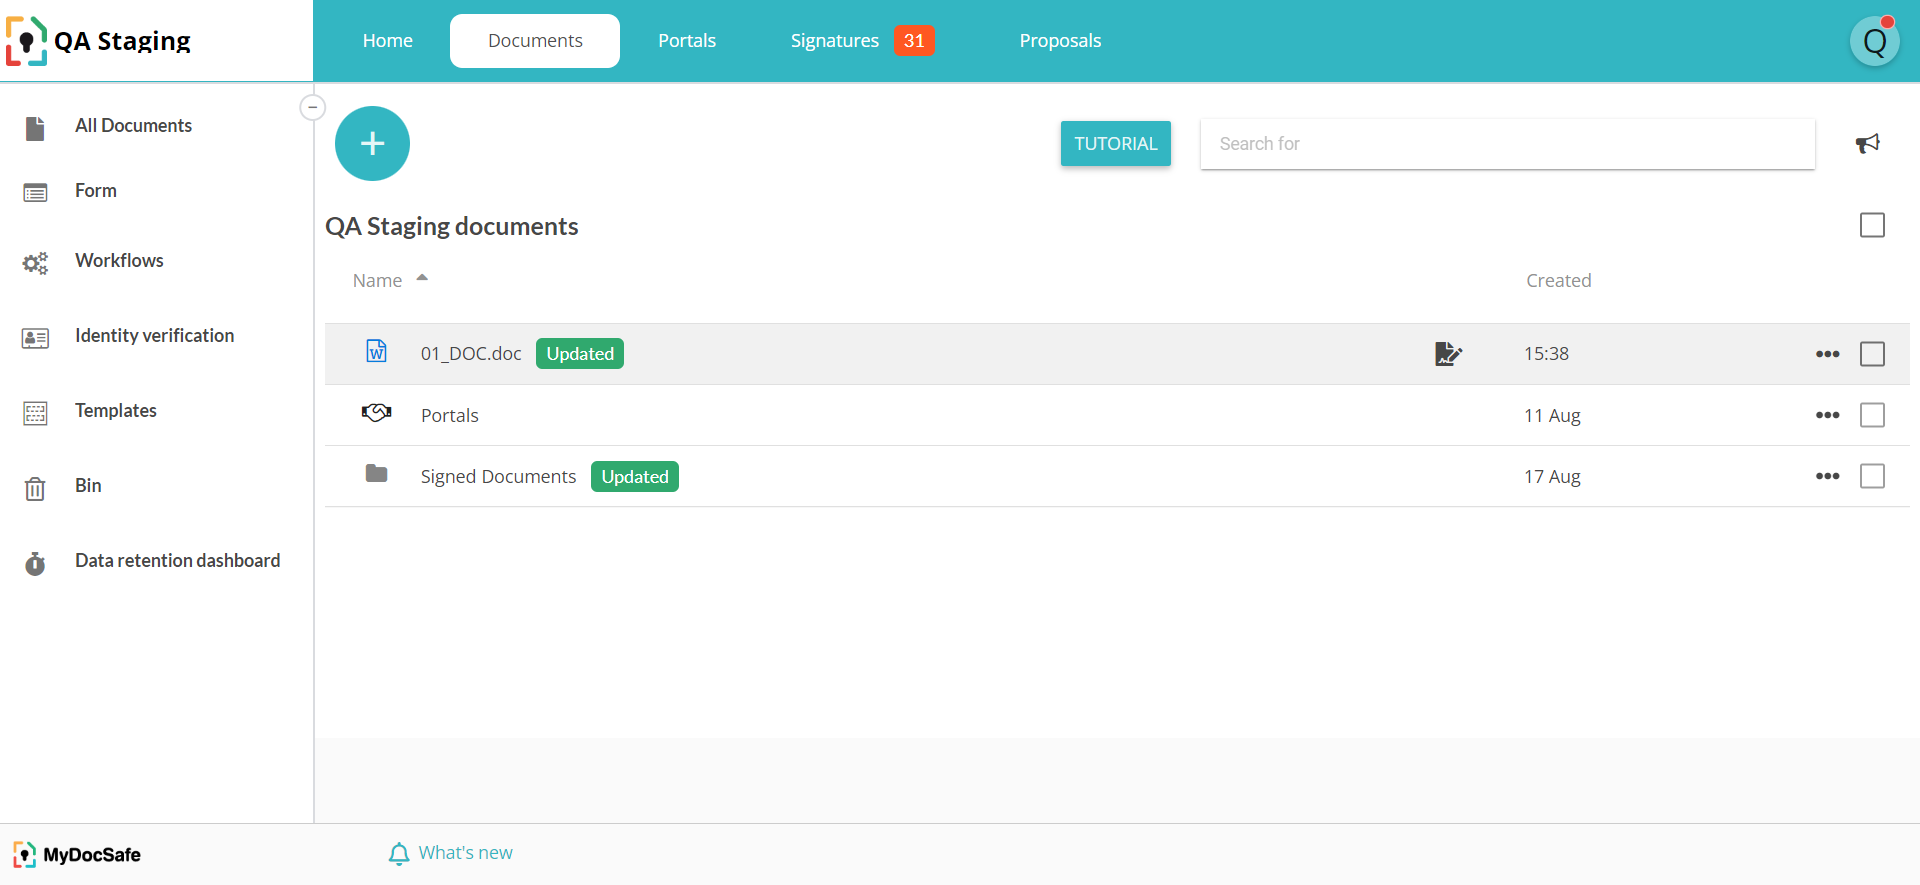 QA Staging
Home
Documents
Portals
Signatures 31
Proposals
Q
All Documents
Form
Workflows
Identity verification
Templates
Bin
Data retention dashboard
TUTORIAL
Search for
QA Staging documents
Name
Created
01_DOC.doc Updated 15:38
Portals 11 Aug
Signed Documents Updated 17 Aug
MyDocSafe
What's new